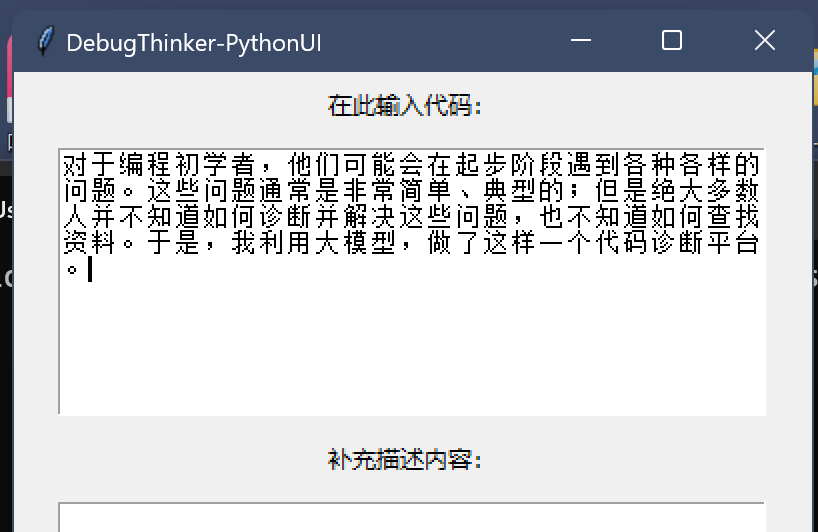 DebugThinker-PythonUI
在此输入代码：
对于编程初学者，他们可能会在起步阶段遇到各种各样的
问题。这些问题通常是非常简单、典型的；但是绝大多数
人并不知道如何诊断并解决这些问题，也不知道如何查找
资料。于是，我利用大模型，做了这样一个代码诊断平台
。
补充描述内容：